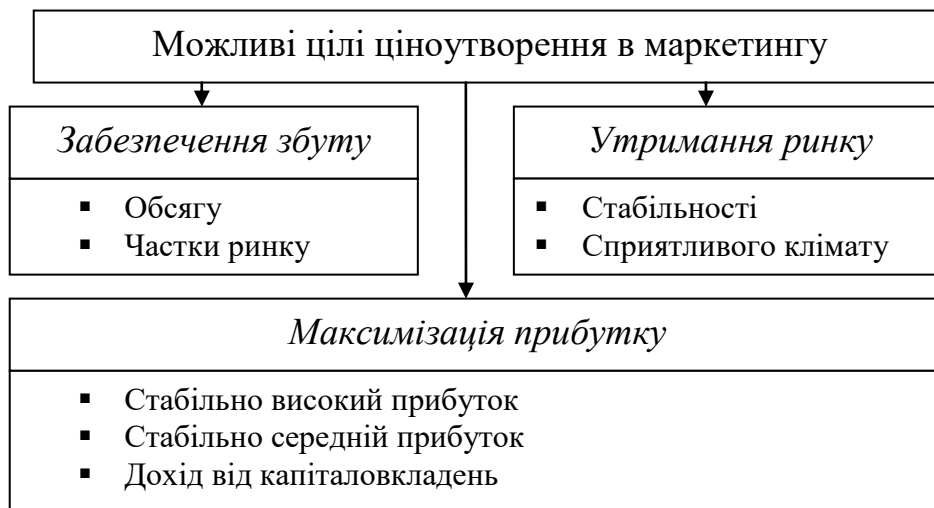 Можливі цілі ціноутворення в маркетингу
Забезпечення збуту
▪ Обсягу
▪ Частки ринку
Утримання ринку
▪ Стабільності
▪ Сприятливого клімату
Максимізація прибутку
▪ Стабільно високий прибуток
▪ Стабільно середній прибуток
▪ Дохід від капіталовкладень